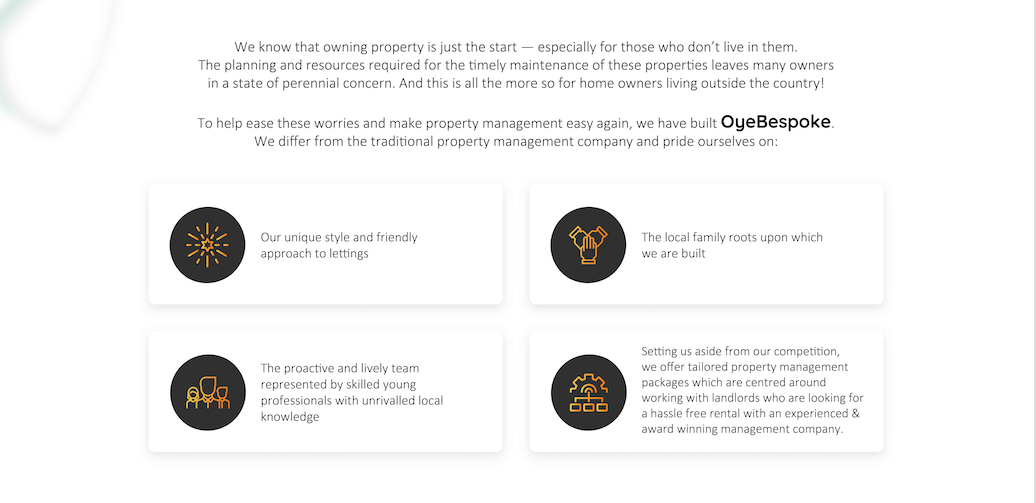 We know that owning property is just the start — especially for those who don't live in them.
The planning and resources required for the timely maintenance of these properties leaves many owners
in a state of perennial concern. And this is all the more so for home owners living outside the country!
To help ease these worries and make property management easy again, we have built OyeBespoke.
We differ from the traditional property management company and pride ourselves on:
Our unique style and friendly
approach to lettings
The local family roots upon which
we are built
The proactive and lively team
represented by skilled young
professionals with unrivalled local
knowledge
Setting us aside from our competition,
we offer tailored property management
packages which are centred around
working with landlords who are looking for
a hassle free rental with an experienced &
award winning management company.